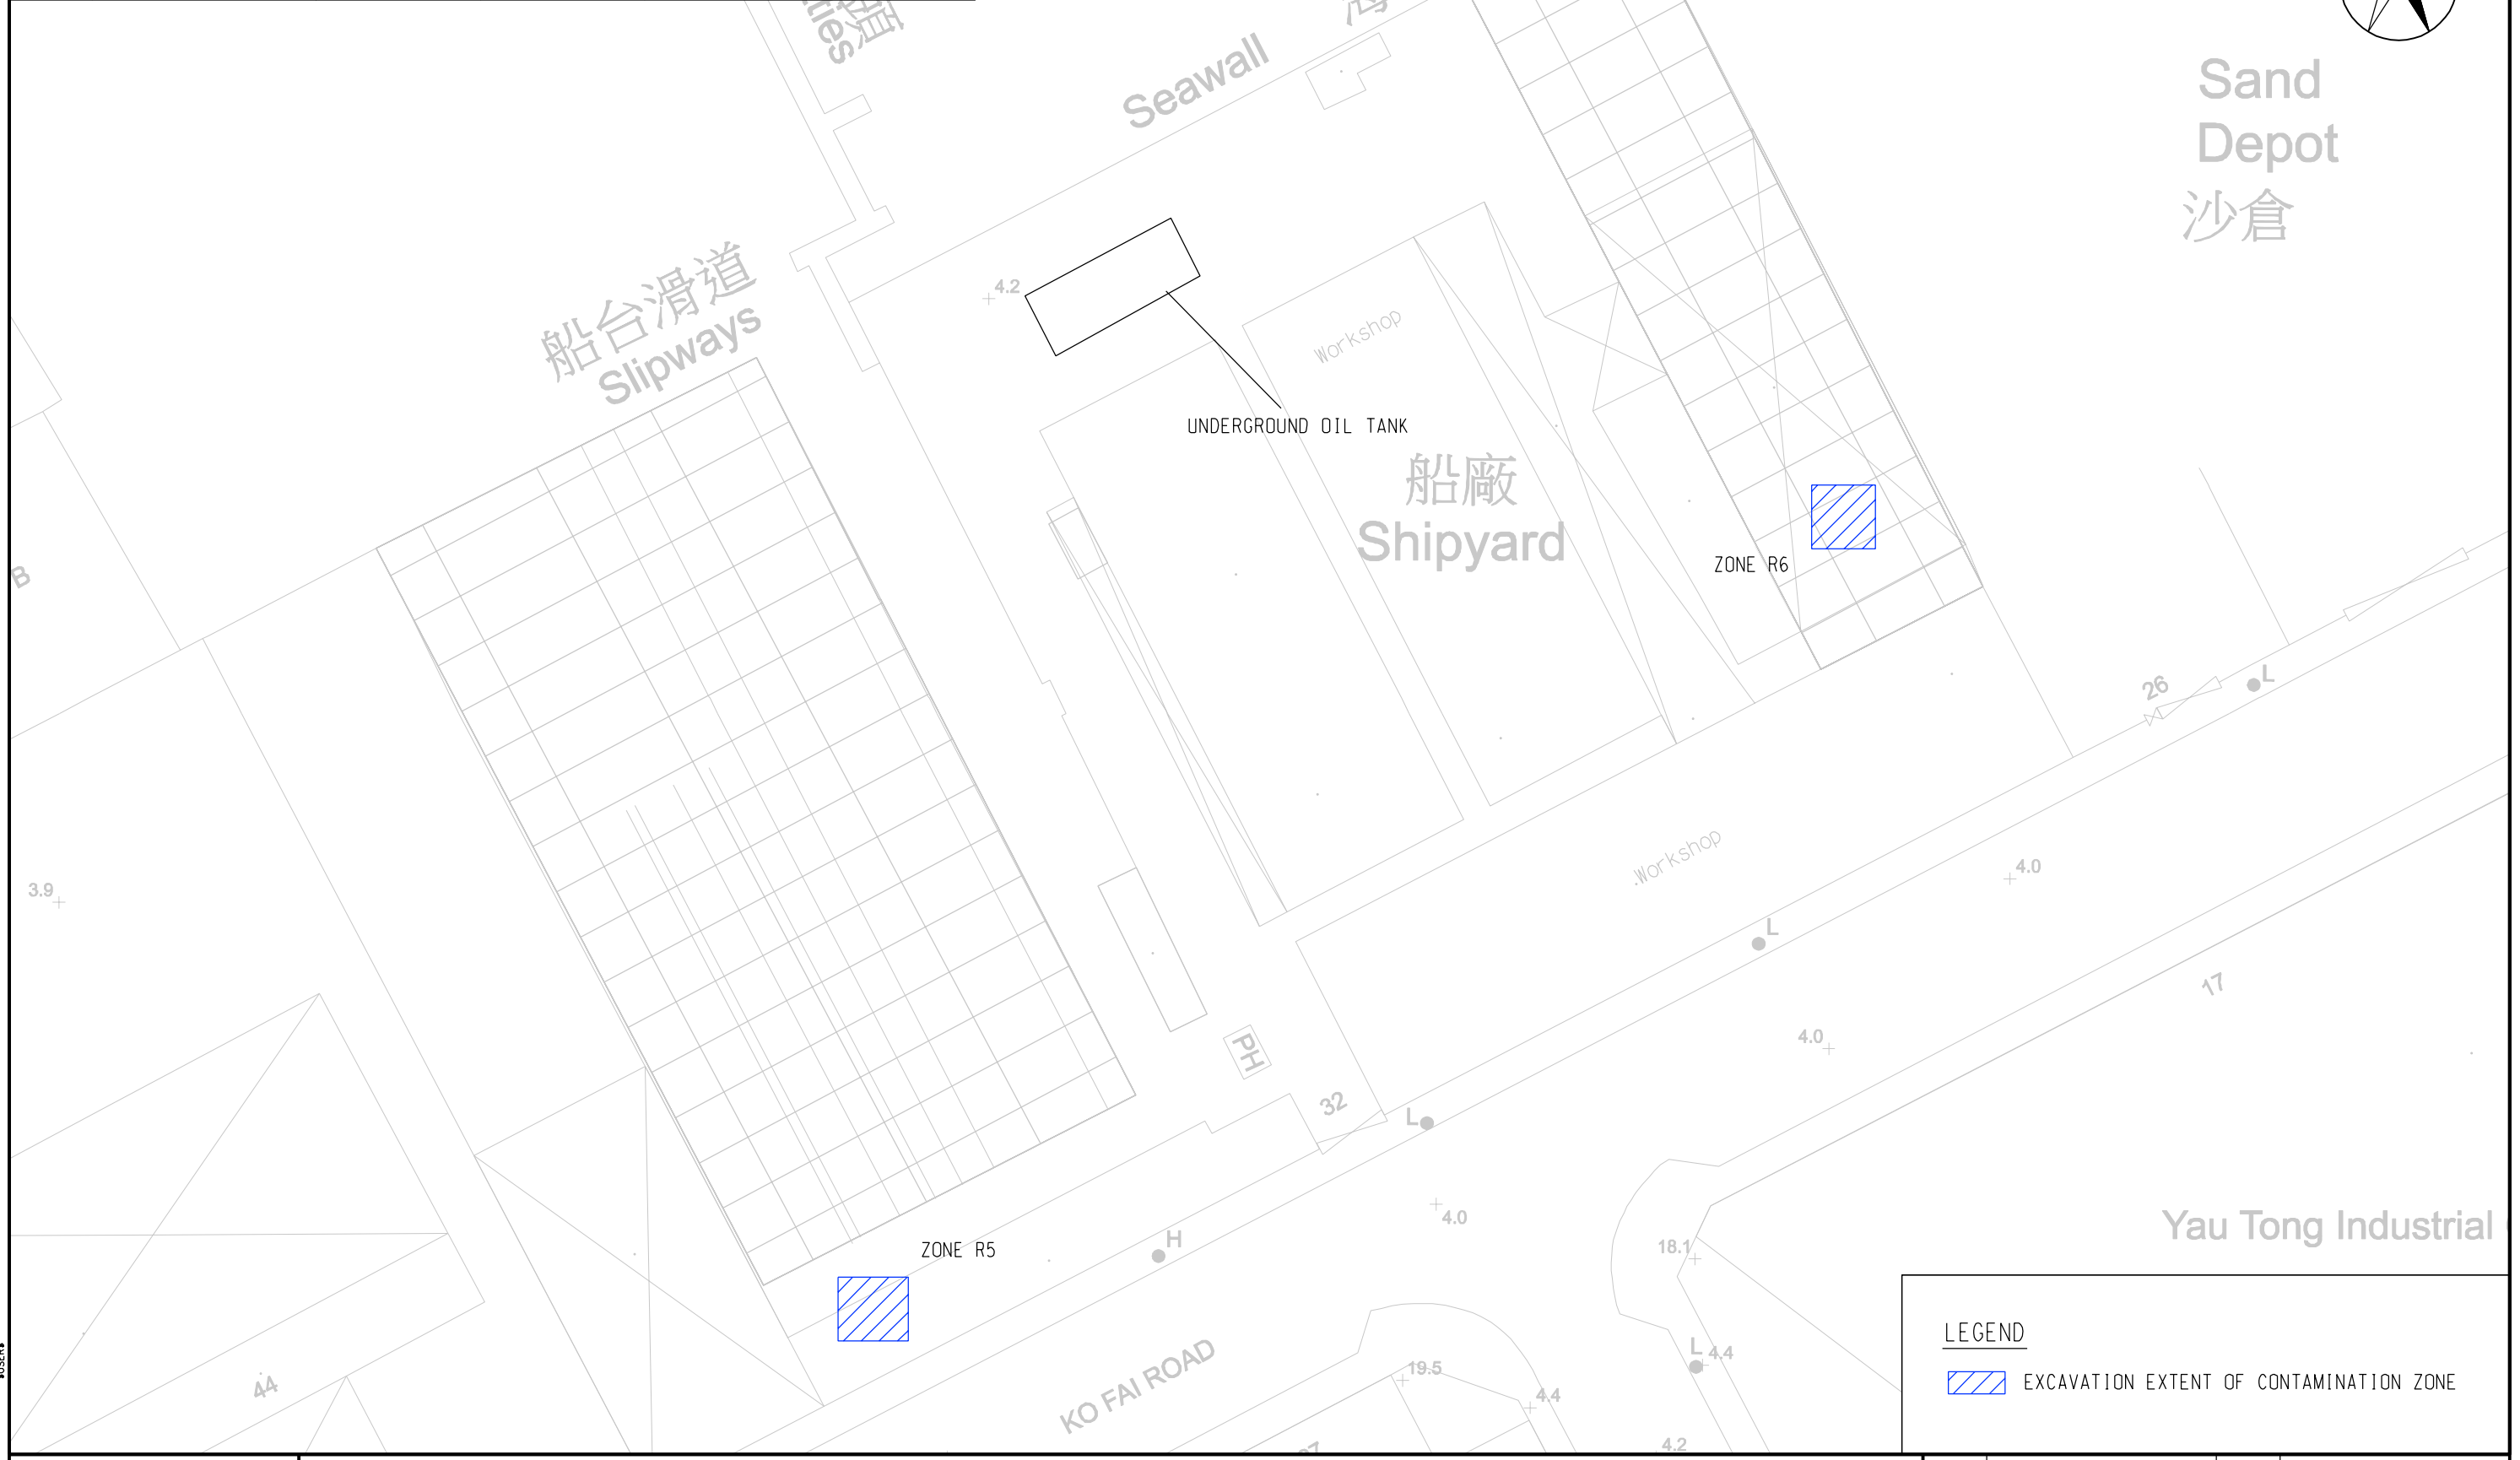 Seawall
Sand
Depot
沙倉
船台滑道
Slipways
4.2
Workshop
UNDERGROUND OIL TANK
船廠
Shipyard
ZONE R6
B
26
L
3.9
Workshop
4.0
L
17
4.0
PH
32
L
4.0
H
ZONE R5
18.1
Yau Tong Industrial
LEGEND
EXCAVATION EXTENT OF CONTAMINATION ZONE
L
4.4
KO FAI ROAD
19.5
4.4
44
4.2